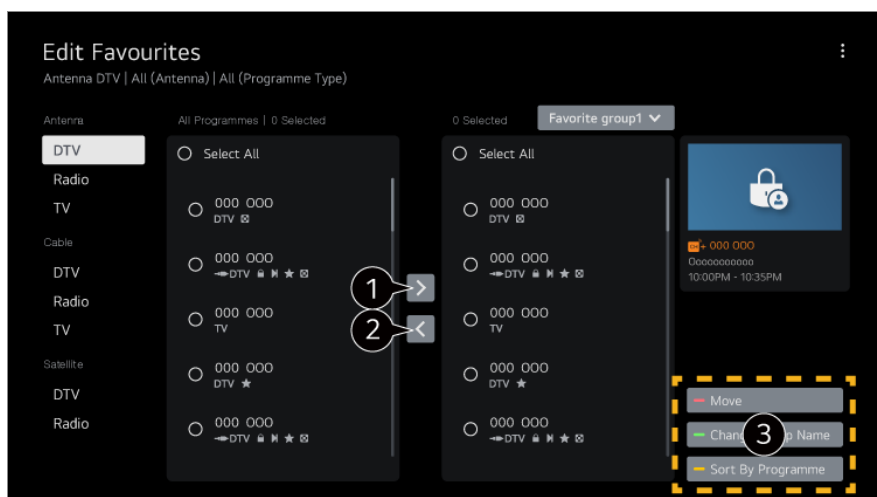 Edit Favourites
Antenna DTV | All (Antenna) | All (Programme Type)
Antenna
DTV
Radio
TV
Cable
DTV
Radio
TV
Satellite
DTV
Radio
All Programmes | 0 Selected
Select All
000 000
DTV
000 000
DTV
000 000
TV
000 000
DTV
000 000
DTV
1
2
0 Selected
Favorite group1
Select All
000 000
DTV
000 000
DTV
000 000
TV
000 000
DTV
000 000
DTV
CH+ 000 000
Oooooooooo
10:00PM - 10:35PM
Move
3
Name
Sort By Programme